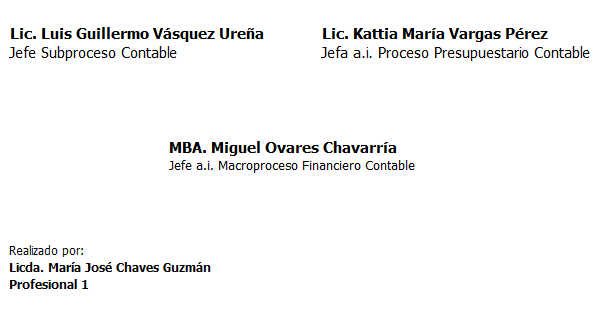 Lic. Luis Guillermo Vásquez Ureña
Jefe Subproceso Contable
Lic. Kattia María Vargas Pérez
Jefa a.i. Proceso Presupuestario Contable
MBA. Miguel Ovares Chavarría
Jefe a.i. Macroproceso Financiero Contable
Realizado por:
Licda. María José Chaves Guzmán
Profesional 1